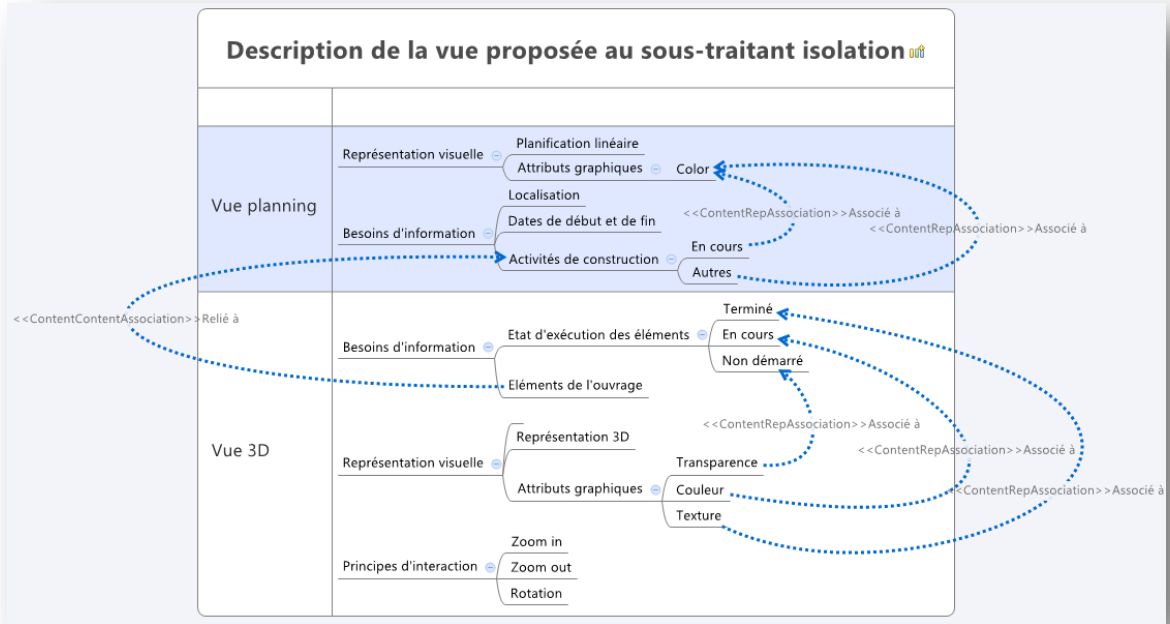 Description de la vue proposée au sous-traitant isolation
Vue planning
Représentation visuelle
Planification linéaire
Attributs graphiques
Color
Besoins d'information
Localisation
Dates de début et de fin
Activités de construction
En cours
Autres
<<ContentRepAssociation>>Associé à
<<ContentRepAssociation>>Associé à
<<ContentContentAssociation>>Relié à
Vue 3D
Besoins d'information
Etat d'exécution des éléments
Terminé
En cours
Non démarré
Eléments de l'ouvrage
Représentation visuelle
Représentation 3D
Attributs graphiques
Transparence
Couleur
Texture
<<ContentRepAssociation>>Associé à
<<ContentRepAssociation>>Associé à
<<ContentRepAssociation>>Associé à
Principes d'interaction
Zoom in
Zoom out
Rotation